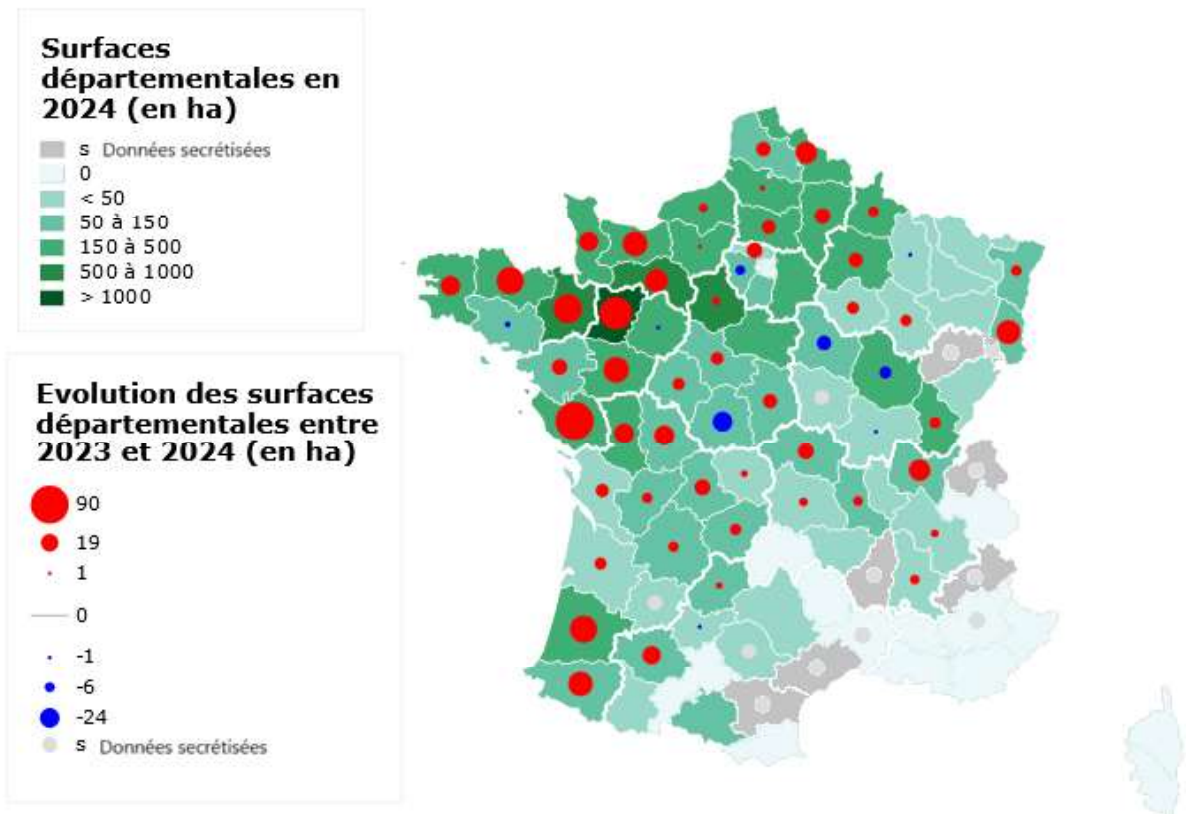 Surfaces
départementales en
2024 (en ha)
s Données secrétisées
0
< 50
50 à 150
150 à 500
500 à 1000
> 1000
Evolution des surfaces
départementales entre
2023 et 2024 (en ha)
90
19
1
0
-1
-6
-24
s Données secrétisées